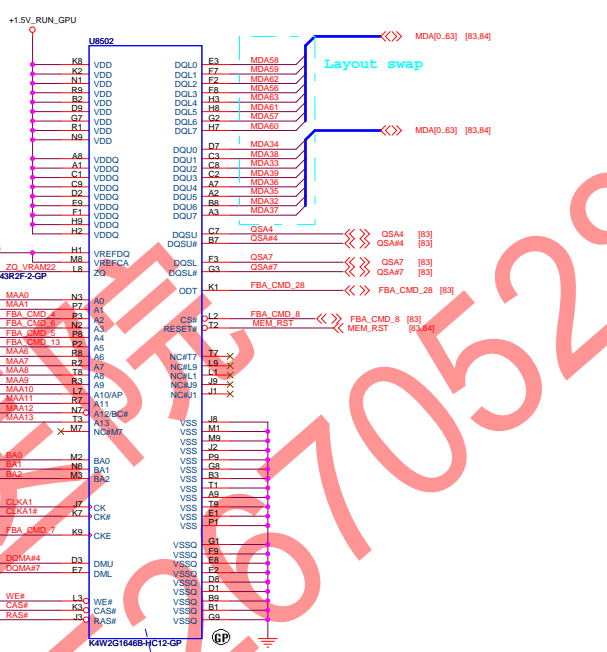 +1.5V_RUN_GPU
U8502
MDA[0..63] [83,84]
Layout swap
K8 VDD DQL0 E3 MDA58
K2 VDD DQL1 F7 MDA59
N1 VDD DQL2 F2 MDA62
R9 VDD DQL3 F8 MDA56
B2 VDD DQL4 H3 MDA63
D9 VDD DQL5 H8 MDA61
G7 VDD DQL6 G2 MDA57
R1 VDD DQL7 H7 MDA60
N9 VDD
MDA[0..63] [83,84]
DQU0 D7 MDA34
A8 VDDQ DQU1 C3 MDA38
A1 VDDQ DQU2 C8 MDA33
C1 VDDQ DQU3 C2 MDA39
C9 VDDQ DQU4 A7 MDA36
D2 VDDQ DQU5 A2 MDA35
E9 VDDQ DQU6 B8 MDA32
F1 VDDQ DQU7 A3 MDA37
H9 VDDQ
H2 VDDQ DQSU C7 QSA4 QSA4 [83]
DQSU# B7 QSA#4 QSA#4 [83]
H1 VREFDQ
M8 VREFCA DQSL F3 QSA7 QSA7 [83]
ZQ_VRAM22 L8 ZQ DQSL# G3 QSA#7 QSA#7 [83]
43R2F-2-GP
ODT K1 FBA_CMD_28 FBA_CMD_28 [83]
MAA0 N3 A0
MAA1 P7 A1
FBA_CMD_4 P3 A2 CS# L2 FBA_CMD_8 FBA_CMD_8 [83]
FBA_CMD_6 N2 A3 RESET# T2 MEM_RST MEM_RST [83,84]
FBA_CMD_5 P8 A4
FBA_CMD_13 P2 A5
MAA6 R8 A6 NC#T7 T7
MAA7 R2 A7 NC#L9 L9
MAA8 T8 A8 NC#L1 L1
MAA9 R3 A9 NC#J9 J9
MAA10 L7 A10/AP NC#J1 J1
MAA11 R7 A11
MAA12 N7 A12/BC#
MAA13 T3 A13 VSS J8
M7 NC#M7 VSS M1
VSS M9
VSS J2
BA0 M2 BA0 VSS P9
BA1 N8 BA1 VSS G8
BA2 M3 BA2 VSS B3
VSS T1
VSS A9
CLKA1 J7 CK VSS T9
CLKA1# K7 CK# VSS E1
VSS P1
FBA_CMD_7 K9 CKE
VSSQ G1
VSSQ F9
DQMA#4 D3 DMU VSSQ E8
DQMA#7 E7 DML VSSQ E2
VSSQ D8
VSSQ D1
WE# L3 WE# VSSQ B9
CAS# K3 CAS# VSSQ B1
RAS# J3 RAS# VSSQ G9
K4W2G1646B-HC12-GP GP